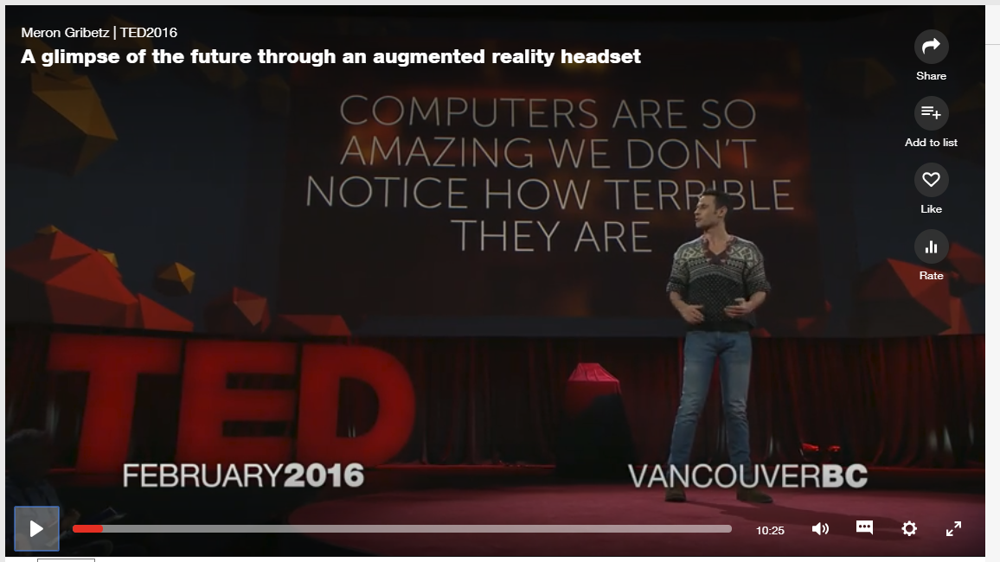 Meron Gribetz | TED2016
A glimpse of the future through an augmented reality headset
Share
Add to list
Like
Rate
COMPUTERS ARE SO
AMAZING WE DON'T
NOTICE HOW TERRIBLE
THEY ARE
TED
FEBRUARY2016
VANCOUVERBC
10:25